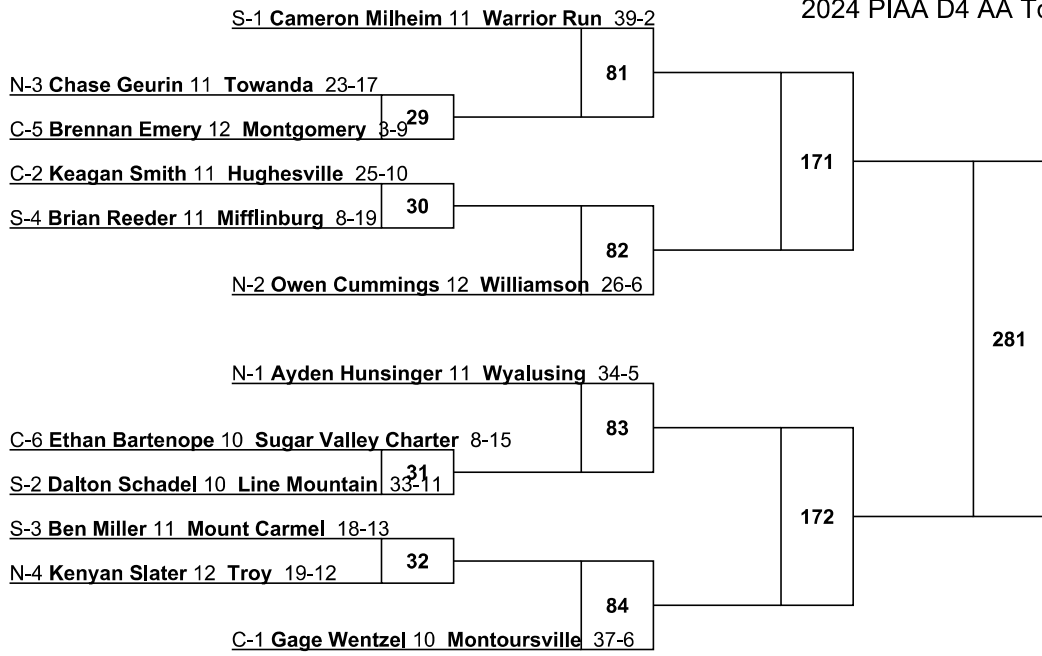 2024 PIAA D4 AA To
S-1 Cameron Milheim 11 Warrior Run 39-2
81
N-3 Chase Geurin 11 Towanda 23-17
29
C-5 Brennan Emery 12 Montgomery 3-9
171
C-2 Keagan Smith 11 Hughesville 25-10
30
S-4 Brian Reeder 11 Mifflinburg 8-19
82
N-2 Owen Cummings 12 Williamson 26-6
281
N-1 Ayden Hunsinger 11 Wyalusing 34-5
83
C-6 Ethan Bartenope 10 Sugar Valley Charter 8-15
31
S-2 Dalton Schadel 10 Line Mountain 33-11
172
S-3 Ben Miller 11 Mount Carmel 18-13
32
N-4 Kenyan Slater 12 Troy 19-12
84
C-1 Gage Wentzel 10 Montoursville 37-6